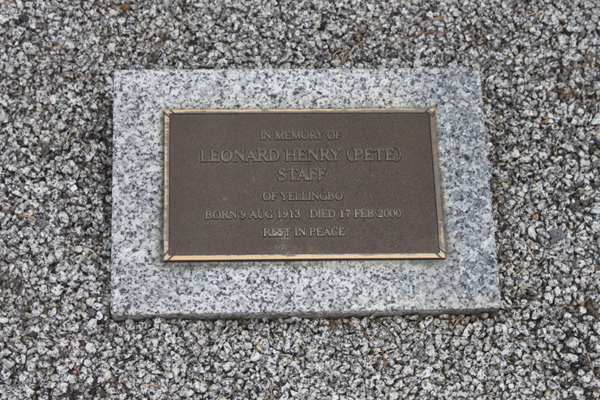 IN MEMORY OF
LEONARD HENRY (PETE)
STAFF
OF YELLINGBO
BORN 9 AUG 1913 DIED 17 FEB 2000
REST IN PEACE